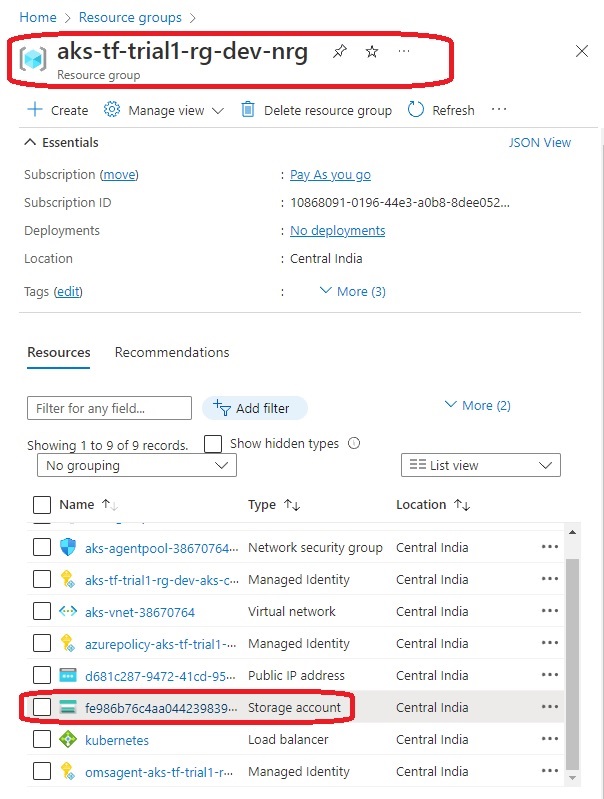 Home > Resource groups >
aks-tf-trial1-rg-dev-nrg ...
Resource group
Create Manage view Delete resource group Refresh ...
Essentials JSON View
Subscription (move) : Pay As you go
Subscription ID : 10868091-0196-44e3-a0b8-8dee052...
Deployments : No deployments
Location : Central India
Tags (edit) : More (3)
Resources Recommendations
Filter for any field... Add filter More (2)
Showing 1 to 9 of 9 records. Show hidden types
No grouping List view
Name Type Location
aks-agentpool-38670764... Network security group Central India ...
aks-tf-trial1-rg-dev-aks-c... Managed Identity Central India ...
aks-vnet-38670764 Virtual network Central India ...
azurepolicy-aks-tf-trial1-... Managed Identity Central India ...
d681c287-9472-41cd-95... Public IP address Central India ...
fe986b76c4aa044239839... Storage account Central India ...
kubernetes Load balancer Central India ...
omsagent-aks-tf-trial1-r... Managed Identity Central India ...